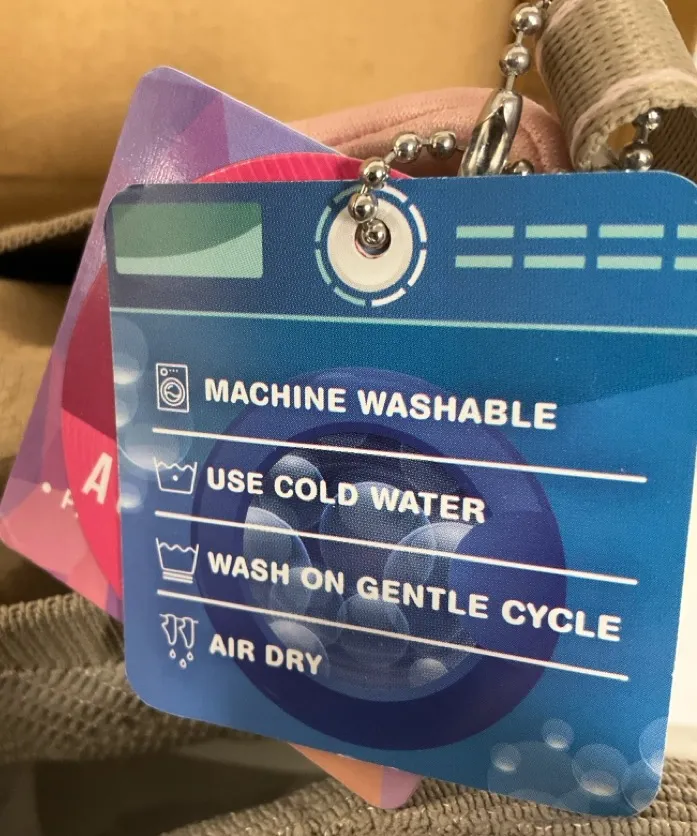 MACHINE WASHABLE
USE COLD WATER
WASH ON GENTLE CYCLE
AIR DRY